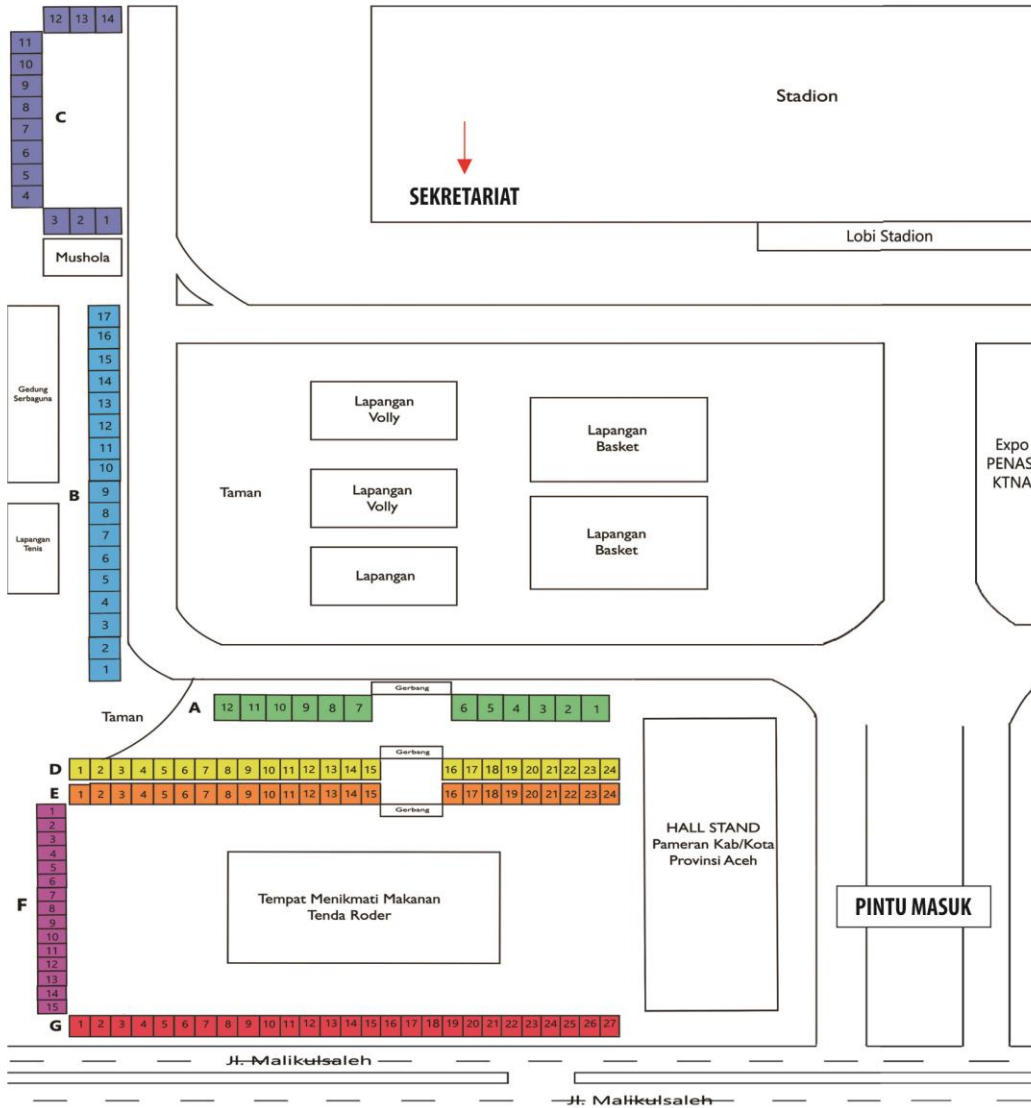 12 13 14
11
10
9
8
7
6
5
4
C
3 2 1
Mushola
Stadion
SEKRETARIAT
Lobi Stadion
17
16
15
14
13
12
11
10
9
8
7
6
5
4
3
2
1
B
Gedung
Serbaguna
Lapangan
Tenis
Taman
Lapangan
Volly
Lapangan
Volly
Lapangan
Lapangan
Basket
Lapangan
Basket
Expo
PENAS
KTNA
Taman
Gerbang
A 12 11 10 9 8 7 6 5 4 3 2 1
Gerbang
D 1 2 3 4 5 6 7 8 9 10 11 12 13 14 15 16 17 18 19 20 21 22 23 24
E 1 2 3 4 5 6 7 8 9 10 11 12 13 14 15 16 17 18 19 20 21 22 23 24
Gerbang
F
1
2
3
4
5
6
7
8
9
10
11
12
13
14
15
Tempat Menikmati Makanan
Tenda Roder
HALL STAND
Pameran Kab/Kota
Provinsi Aceh
PINTU MASUK
G 1 2 3 4 5 6 7 8 9 10 11 12 13 14 15 16 17 18 19 20 21 22 23 24 25 26 27
Jl. Malikulsaleh
Jl. Malikulsaleh